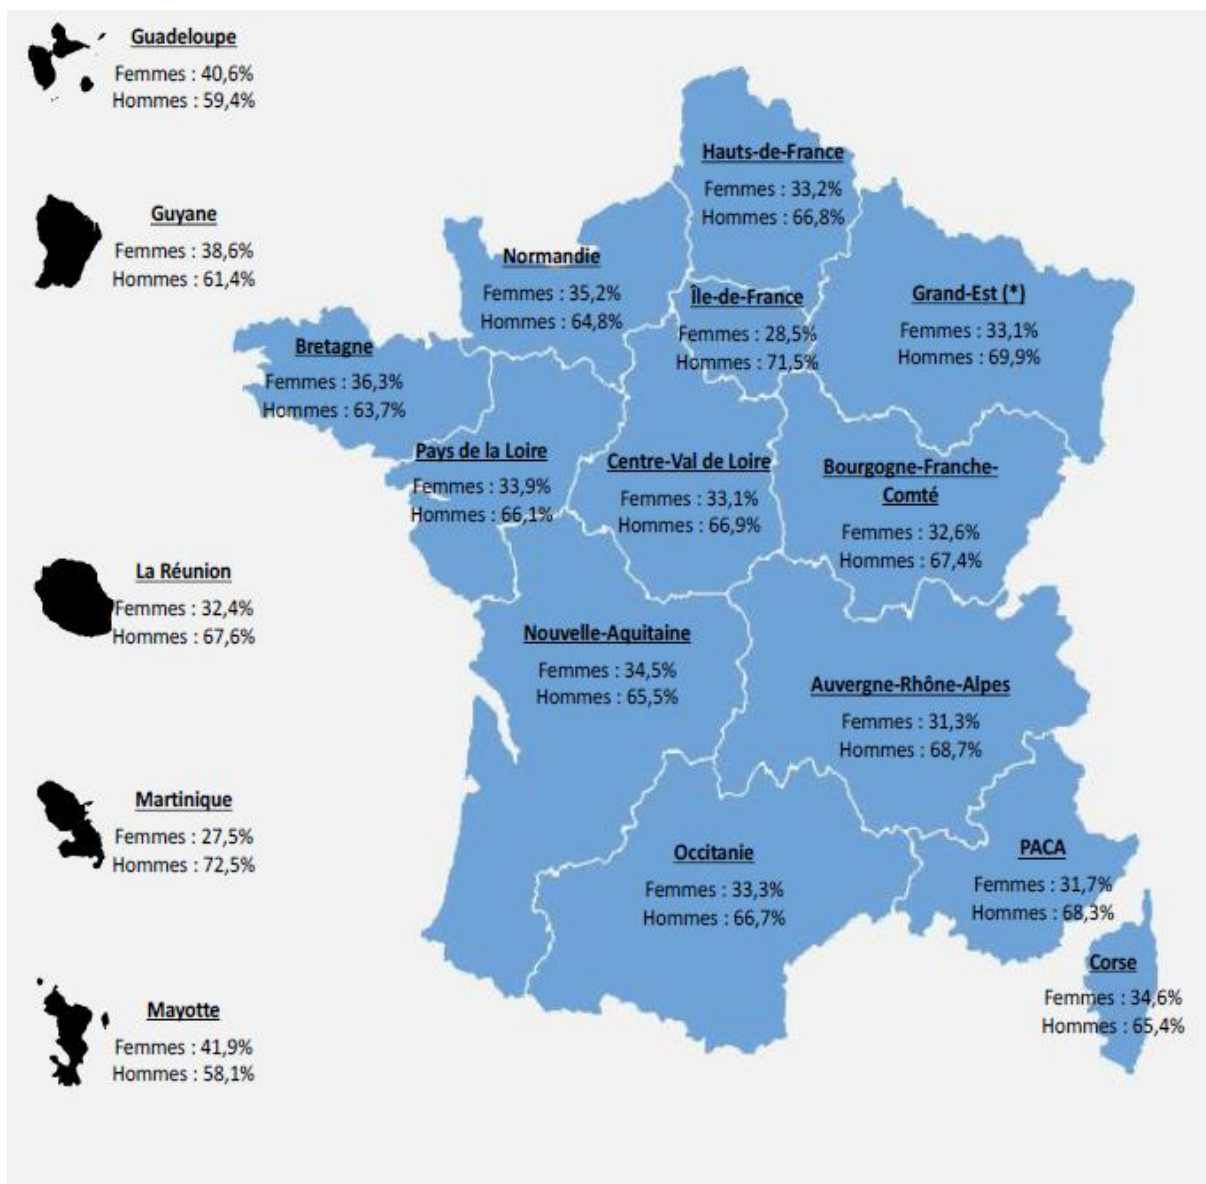 Guadeloupe
Femmes : 40,6%
Hommes : 59,4%
Guyane
Femmes : 38,6%
Hommes : 61,4%
La Réunion
Femmes : 32,4%
Hommes : 67,6%
Martinique
Femmes : 27,5%
Hommes : 72,5%
Mayotte
Femmes : 41,9%
Hommes : 58,1%
Hauts-de-France
Femmes : 33,2%
Hommes : 66,8%
Normandie
Femmes : 35,2%
Hommes : 64,8%
Île-de-France
Femmes : 28,5%
Hommes : 71,5%
Grand-Est (*)
Femmes : 33,1%
Hommes : 69,9%
Bretagne
Femmes : 36,3%
Hommes : 63,7%
Pays de la Loire
Femmes : 33,9%
Hommes : 66,1%
Centre-Val de Loire
Femmes : 33,1%
Hommes : 66,9%
Bourgogne-Franche-
Comté
Femmes : 32,6%
Hommes : 67,4%
Nouvelle-Aquitaine
Femmes : 34,5%
Hommes : 65,5%
Auvergne-Rhône-Alpes
Femmes : 31,3%
Hommes : 68,7%
Occitanie
Femmes : 33,3%
Hommes : 66,7%
PACA
Femmes : 31,7%
Hommes : 68,3%
Corse
Femmes : 34,6%
Hommes : 65,4%